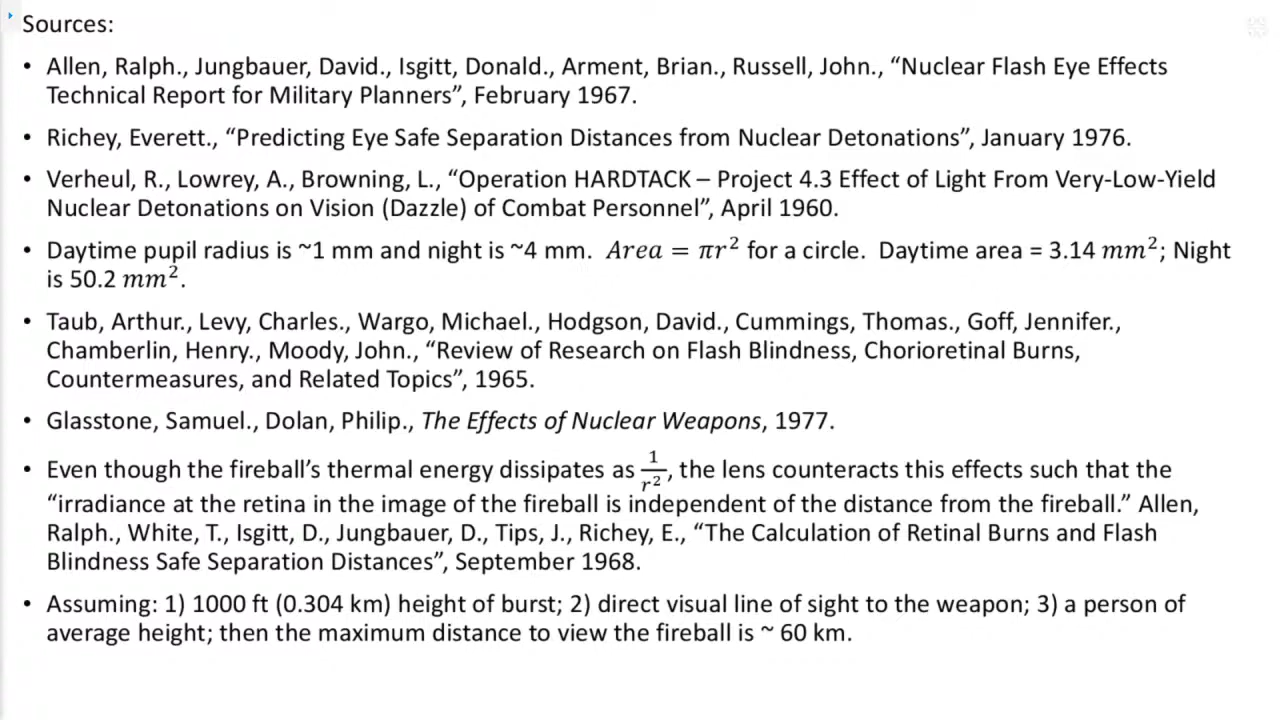 Sources:
• Allen, Ralph., Jungbauer, David., Isgitt, Donald., Arment, Brian., Russell, John., “Nuclear Flash Eye Effects
Technical Report for Military Planners”, February 1967.
• Richey, Everett., “Predicting Eye Safe Separation Distances from Nuclear Detonations”, January 1976.
• Verheul, R., Lowrey, A., Browning, L., “Operation HARDTACK – Project 4.3 Effect of Light From Very-Low-Yield
Nuclear Detonations on Vision (Dazzle) of Combat Personnel”, April 1960.
• Daytime pupil radius is ~1 mm and night is ~4 mm. Area = πr² for a circle. Daytime area = 3.14 mm²; Night
is 50.2 mm².
• Taub, Arthur., Levy, Charles., Wargo, Michael., Hodgson, David., Cummings, Thomas., Goff, Jennifer.,
Chamberlin, Henry., Moody, John., “Review of Research on Flash Blindness, Chorioretinal Burns,
Countermeasures, and Related Topics”, 1965.
• Glasstone, Samuel., Dolan, Philip., The Effects of Nuclear Weapons, 1977.
• Even though the fireball’s thermal energy dissipates as 1/r², the lens counteracts this effects such that the
“irradiance at the retina in the image of the fireball is independent of the distance from the fireball.” Allen,
Ralph., White, T., Isgitt, D., Jungbauer, D., Tips, J., Richey, E., “The Calculation of Retinal Burns and Flash
Blindness Safe Separation Distances”, September 1968.
• Assuming: 1) 1000 ft (0.304 km) height of burst; 2) direct visual line of sight to the weapon; 3) a person of
average height; then the maximum distance to view the fireball is ~ 60 km.